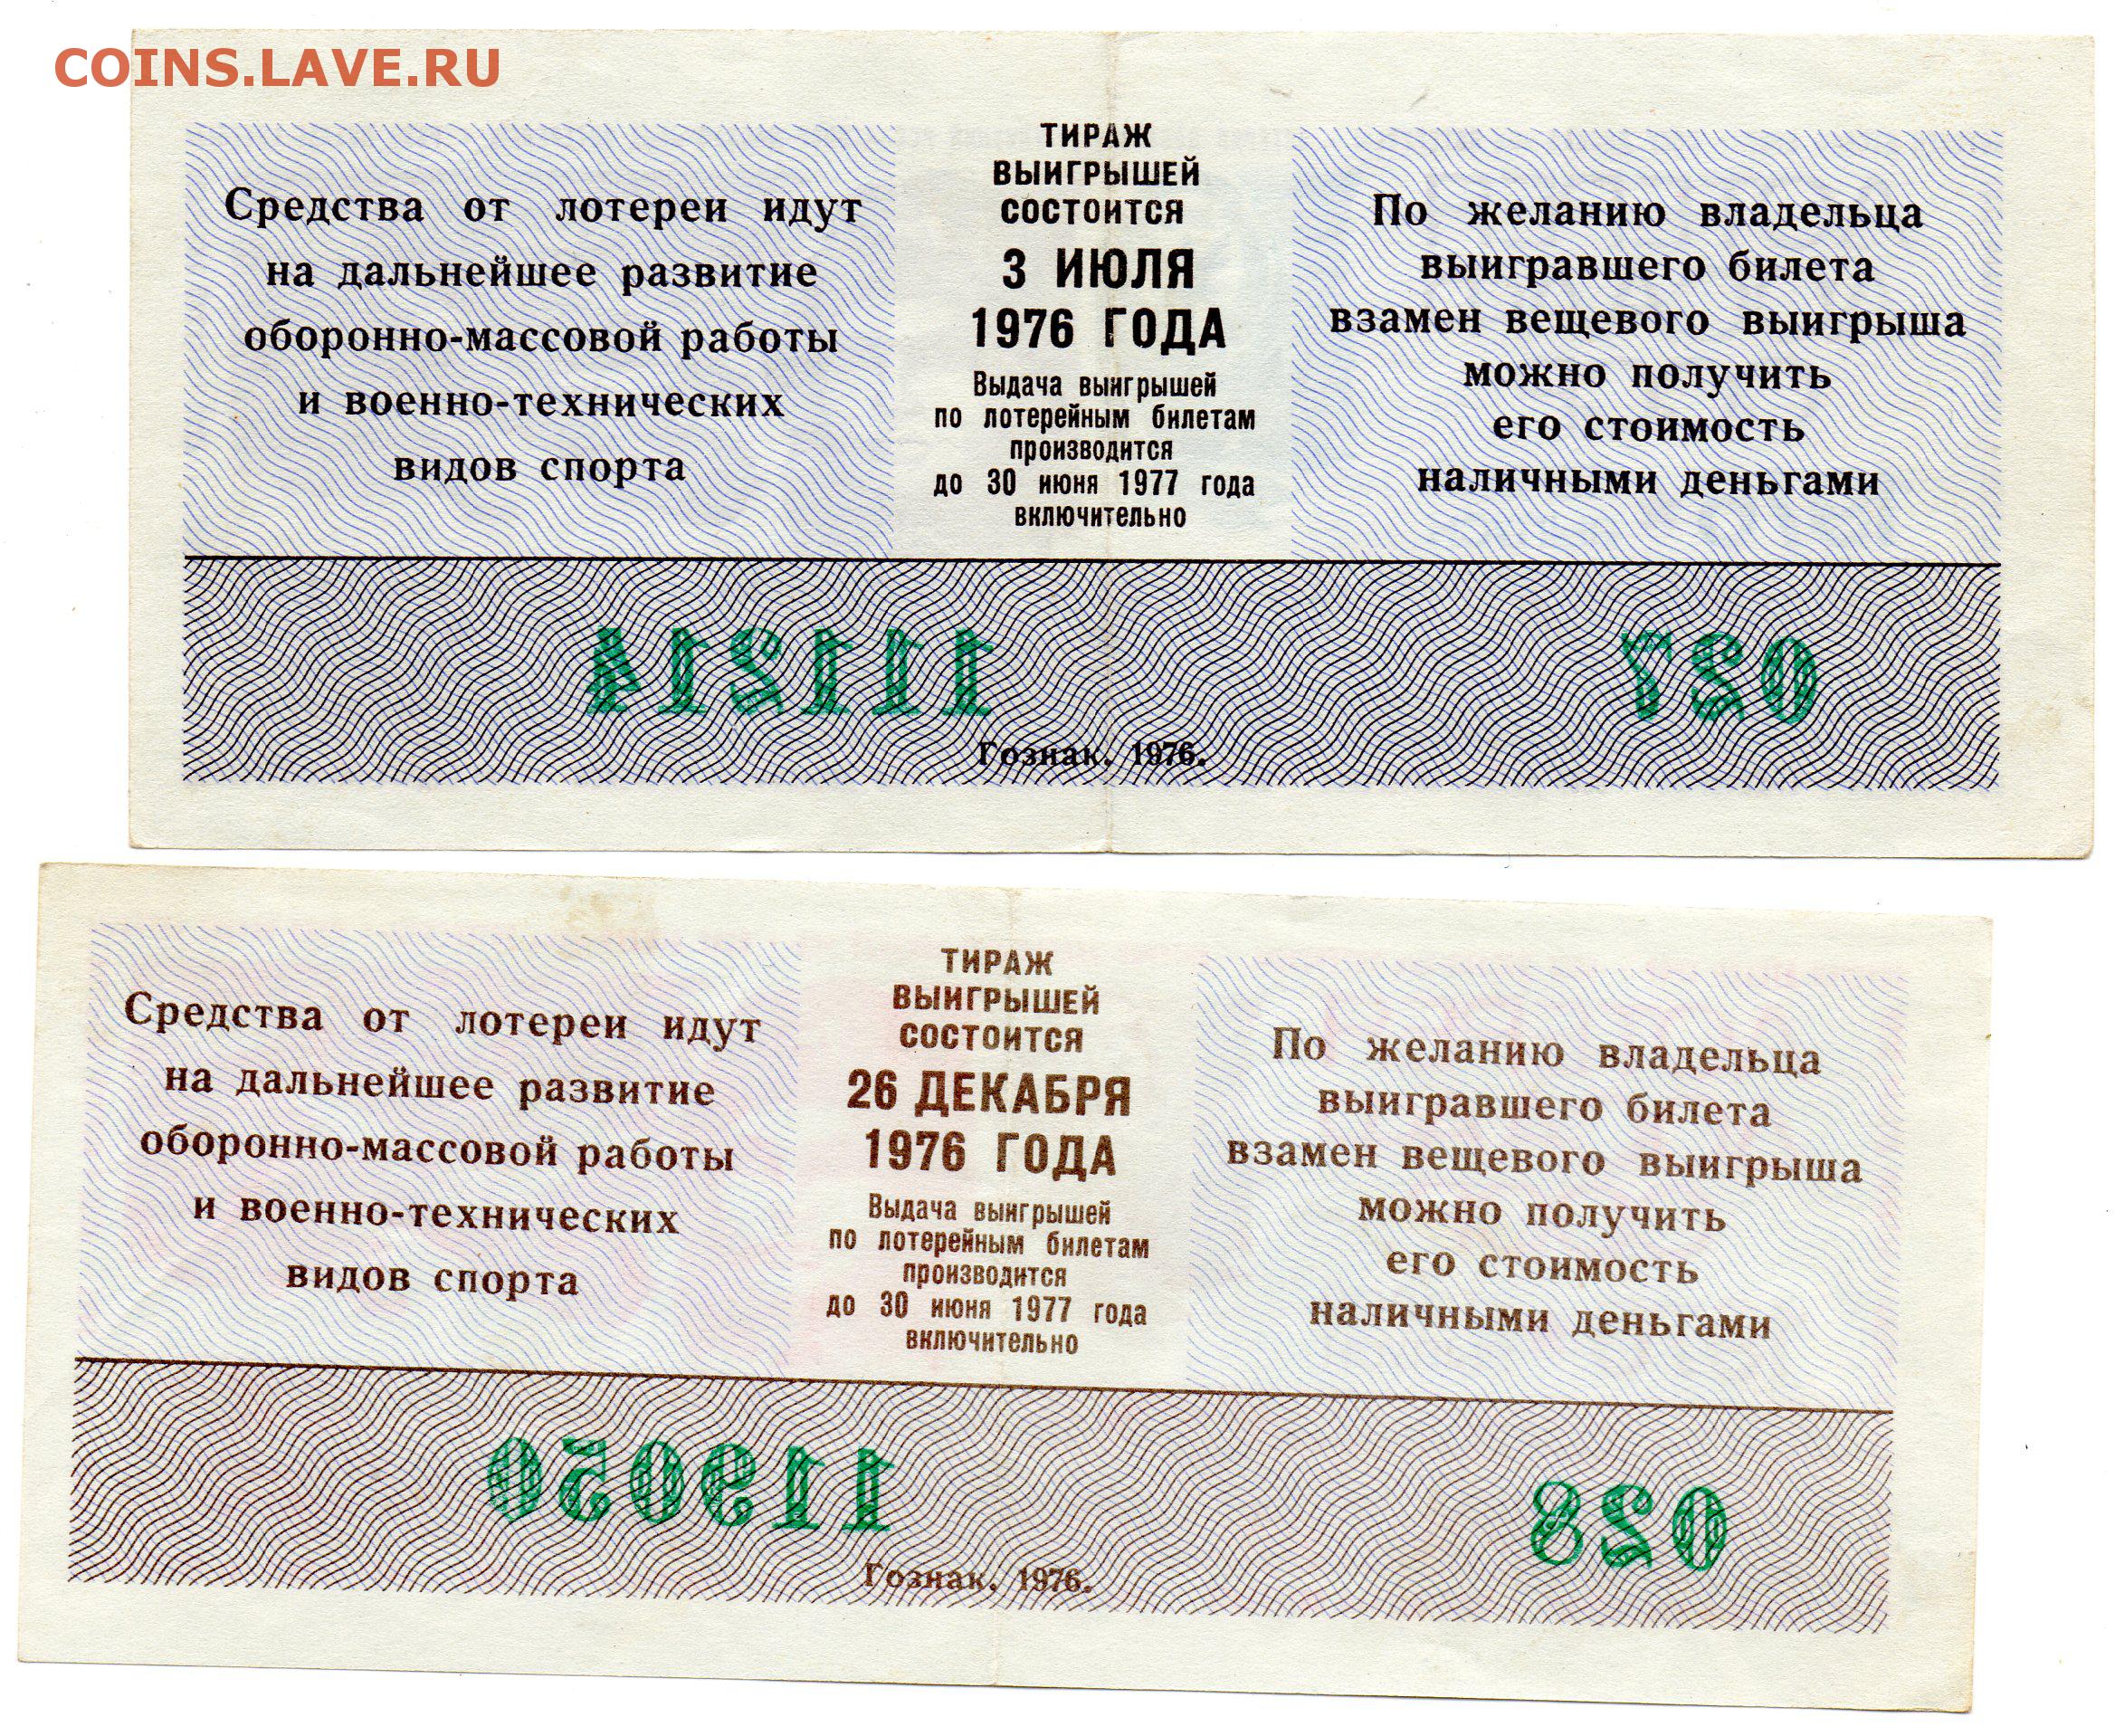 COINS.LAVE.RU
Средства от лотереи идут
на дальнейшее развитие
оборонно-массовой работы
и военно-технических
видов спорта
ТИРАЖ
ВЫИГРЫШЕЙ
СОСТОИТСЯ
3 ИЮЛЯ
1976 ГОДА
Выдача выигрышей
по лотерейным билетам
производится
до 30 июня 1977 года
включительно
По желанию владельца
выигравшего билета
взамен вещевого выигрыша
можно получить
его стоимость
наличными деньгами
111214
027
Гознак. 1976.
Средства от лотереи идут
на дальнейшее развитие
оборонно-массовой работы
и военно-технических
видов спорта
ТИРАЖ
ВЫИГРЫШЕЙ
СОСТОИТСЯ
26 ДЕКАБРЯ
1976 ГОДА
Выдача выигрышей
по лотерейным билетам
производится
до 30 июня 1977 года
включительно
По желанию владельца
выигравшего билета
взамен вещевого выигрыша
можно получить
его стоимость
наличными деньгами
119050
028
Гознак. 1976.